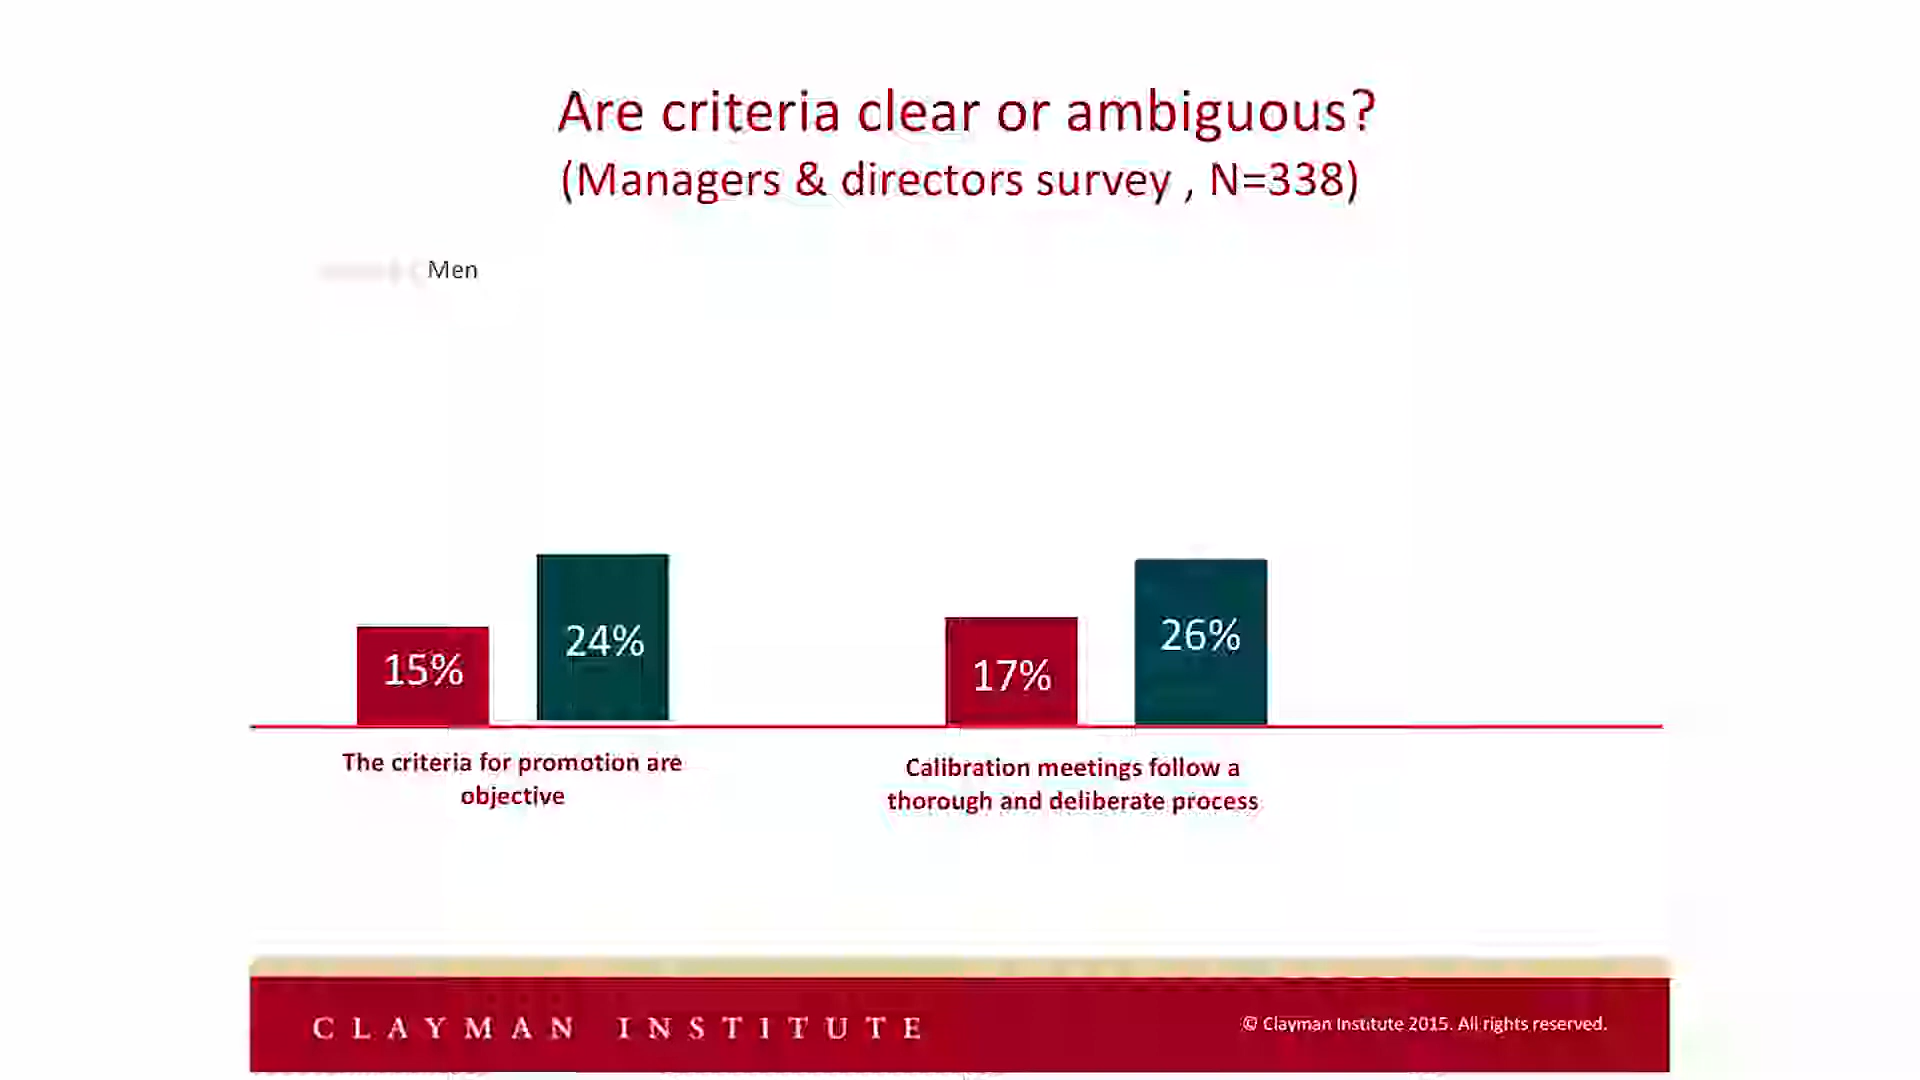 Are criteria clear or ambiguous?
(Managers & directors survey , N=338)
Men
15%
24%
17%
26%
The criteria for promotion are
objective
Calibration meetings follow a
thorough and deliberate process
CLAYMAN INSTITUTE
© Clayman Institute 2015. All rights reserved.